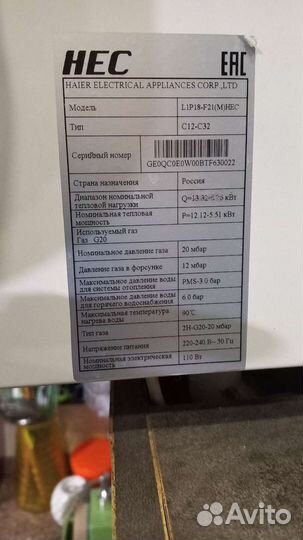 HEC EAC
HAIER ELECTRICAL APPLIANCES CORP.,LTD
Модель L1P18-F21(M)HEC
Тип C12-C32
Серийный номер GE0QC0E0W00BTF630022
Страна назначения Россия
Диапазон номинальной
тепловой нагрузки кВт
Номинальная тепловая
мощность P=12.12-5.51 кВт
Используемый газ
Газ G20
Номинальное давление газа 20 мбар
Давление газа в форсунке 12 мбар
Максимальное давление воды
для системы отопления PMS-3.0 бар
Максимальное давление воды
для горячего водоснабжения 6.0 бар
Максимальная температура
нагрева воды 90℃
Тип газа 2H-G20-20 мбар
Напряжение питания 220-240 В~ 50 Гц
Номинальная электрическая
мощность 110 Вт
Avito